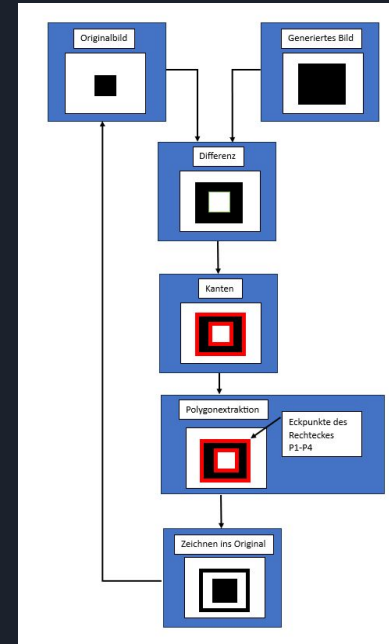 Originalbild
Generiertes Bild
Differenz
Kanten
Polygonextraktion
Eckpunkte des
Rechteckes
P1-P4
Zeichnen ins Original